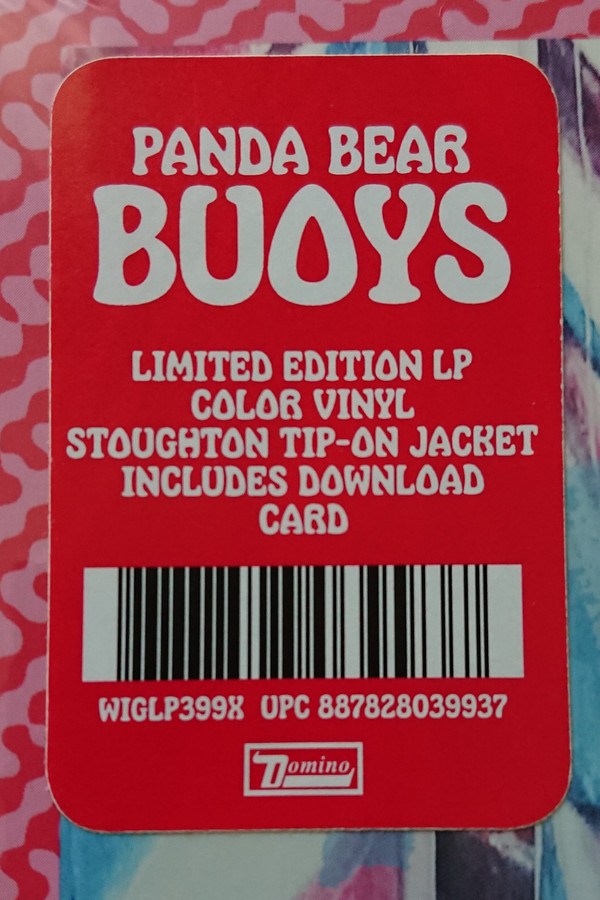 PANDA BEAR
BUOYS
LIMITED EDITION LP
COLOR VINYL
STOUGHTON TIP-ON JACKET
INCLUDES DOWNLOAD
CARD
WIGLP399X UPC 887828039937
Domino